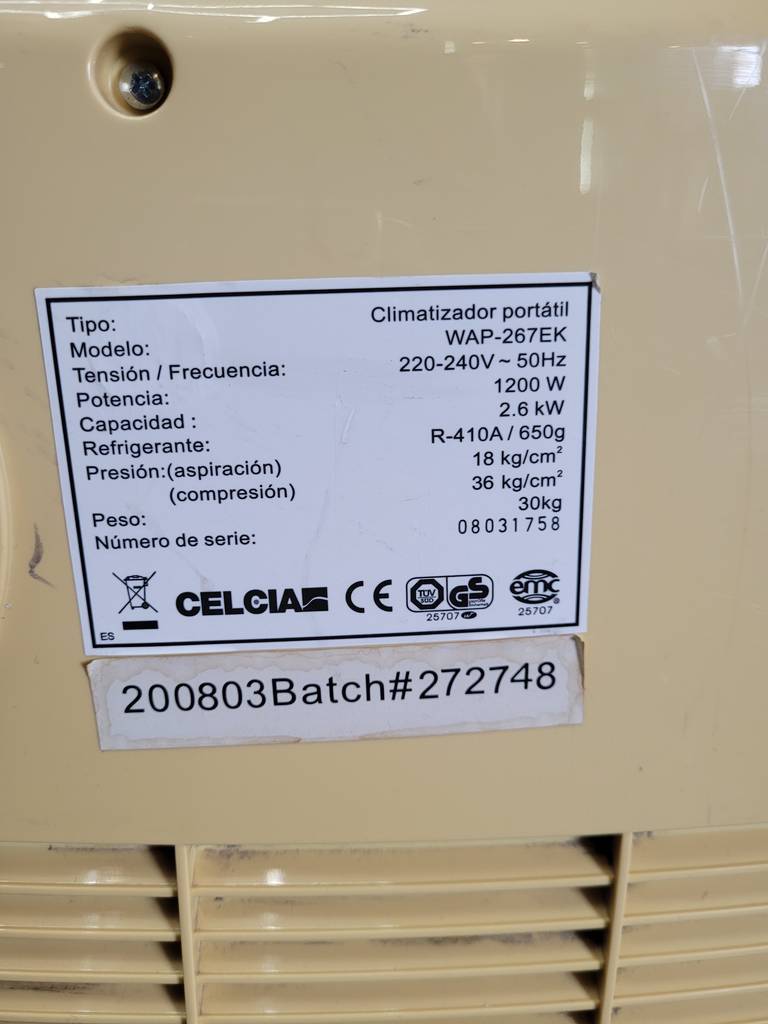 Tipo: Climatizador portátil
Modelo: WAP-267EK
Tensión / Frecuencia: 220-240V ~ 50Hz
Potencia: 1200 W
Capacidad : 2.6 kW
Refrigerante: R-410A / 650g
Presión:(aspiración) 18 kg/cm²
(compresión) 36 kg/cm²
Peso: 30kg
Número de serie: 08031758
CELCIA CE TÜV SÜD GS emc
25707 25707
ES
200803Batch#272748